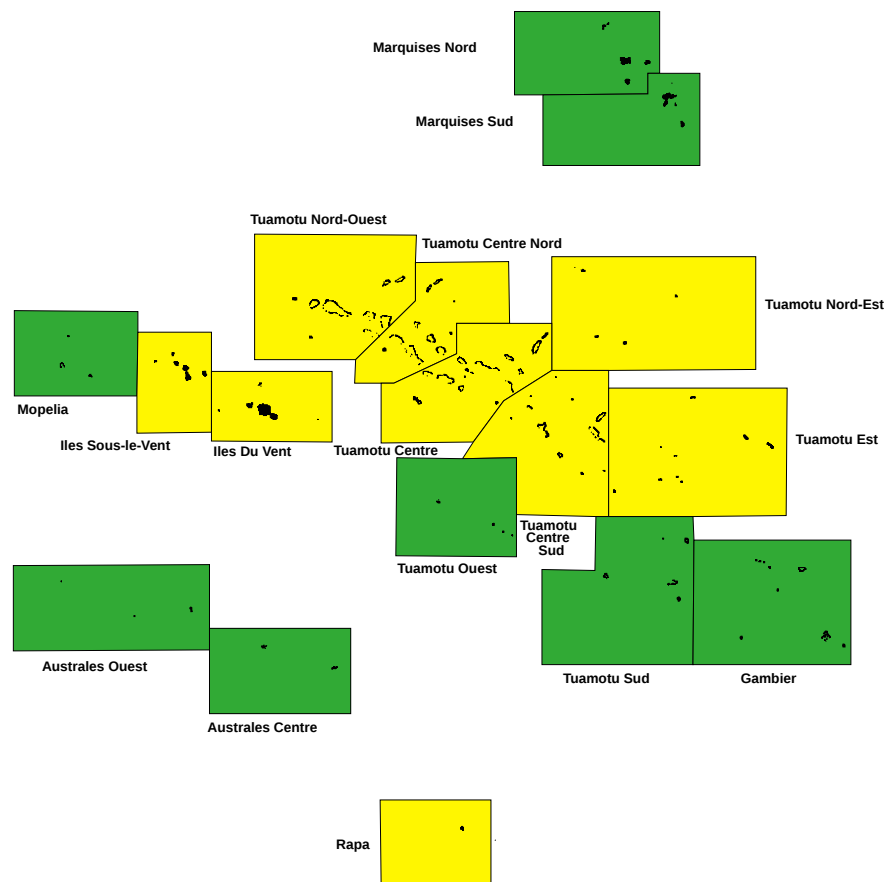 Marquises Nord
Marquises Sud
Tuamotu Nord-Ouest
Tuamotu Centre Nord
Tuamotu Nord-Est
Mopelia
Iles Sous-le-Vent
Iles Du Vent
Tuamotu Centre
Tuamotu Est
Tuamotu
Centre
Sud
Tuamotu Ouest
Australes Ouest
Tuamotu Sud
Gambier
Australes Centre
Rapa